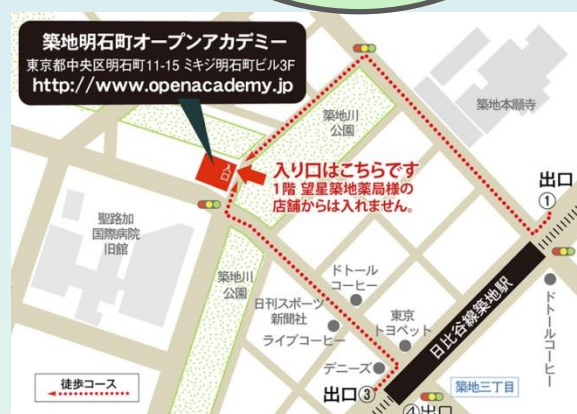 築地明石町オープンアカデミー
東京都中央区明石町11-15 ミキジ明石町ビル3F
http://www.openacademy.jp
築地川
公園
築地本願寺
入口
入り口はこちらです
1階 望星築地薬局様の
店舗からは入れません。
出口
①
聖路加
国際病院
旧館
築地川
公園
ドトール
コーヒー
日刊スポーツ
新聞社
ライブコーヒー
東京
トヨペット
日比谷線築地駅
ドトールコーヒー
デニーズ
出口③
④出口
築地三丁目
徒歩コース